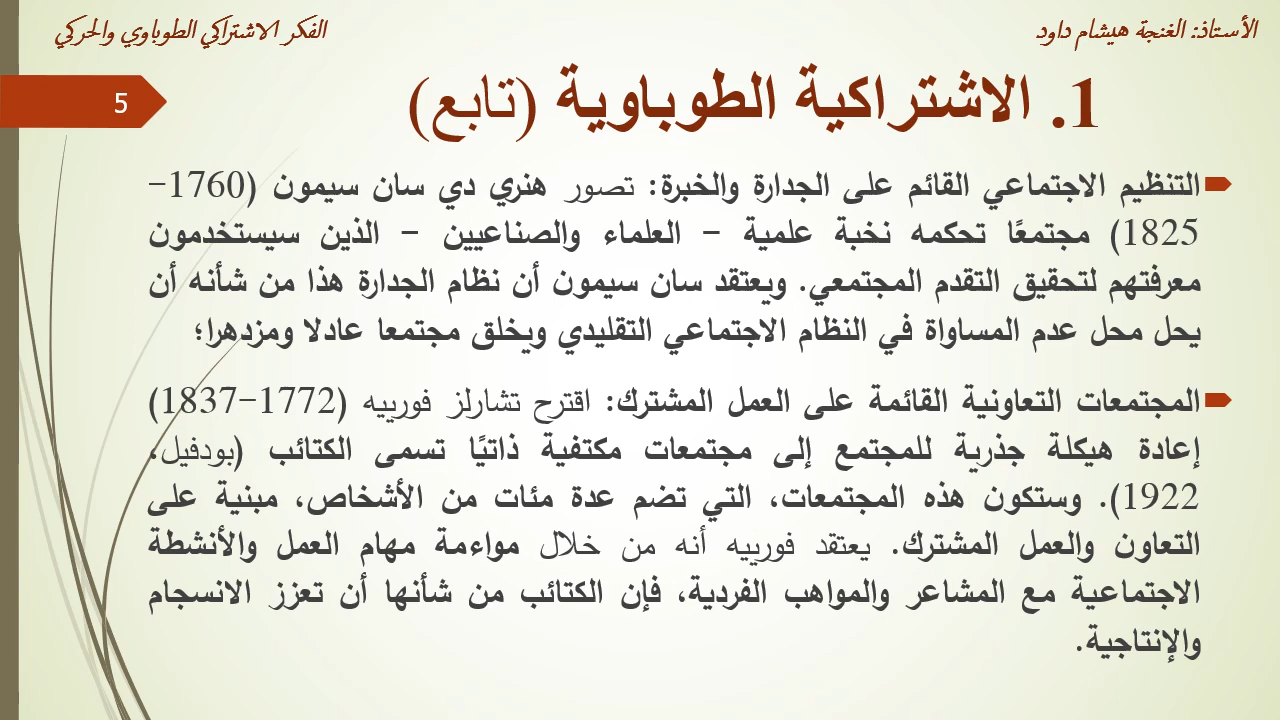 الأستاذ: الغنجة هيشام داود
الفكر الاشتراكي الطوباوي والحركي
5
1. الاشتراكية الطوباوية (تابع)
التنظيم الاجتماعي القائم على الجدارة والخبرة: تصور هنري دي سان سيمون (1760-
1825) مجتمعًا تحكمه نخبة علمية - العلماء والصناعيين - الذين سيستخدمون
معرفتهم لتحقيق التقدم المجتمعي. ويعتقد سان سيمون أن نظام الجدارة هذا من شأنه أن
يحل محل عدم المساواة في النظام الاجتماعي التقليدي ويخلق مجتمعا عادلا ومزدهرا؛
المجتمعات التعاونية القائمة على العمل المشترك: اقترح تشارلز فورييه (1772-1837)
إعادة هيكلة جذرية للمجتمع إلى مجتمعات مكتفية ذاتيًا تسمى الكتائب (بودفيل،
1922). وستكون هذه المجتمعات، التي تضم عدة مئات من الأشخاص، مبنية على
التعاون والعمل المشترك. يعتقد فورييه أنه من خلال مواءمة مهام العمل والأنشطة
الاجتماعية مع المشاعر والمواهب الفردية، فإن الكتائب من شأنها أن تعزز الانسجام
والإنتاجية.